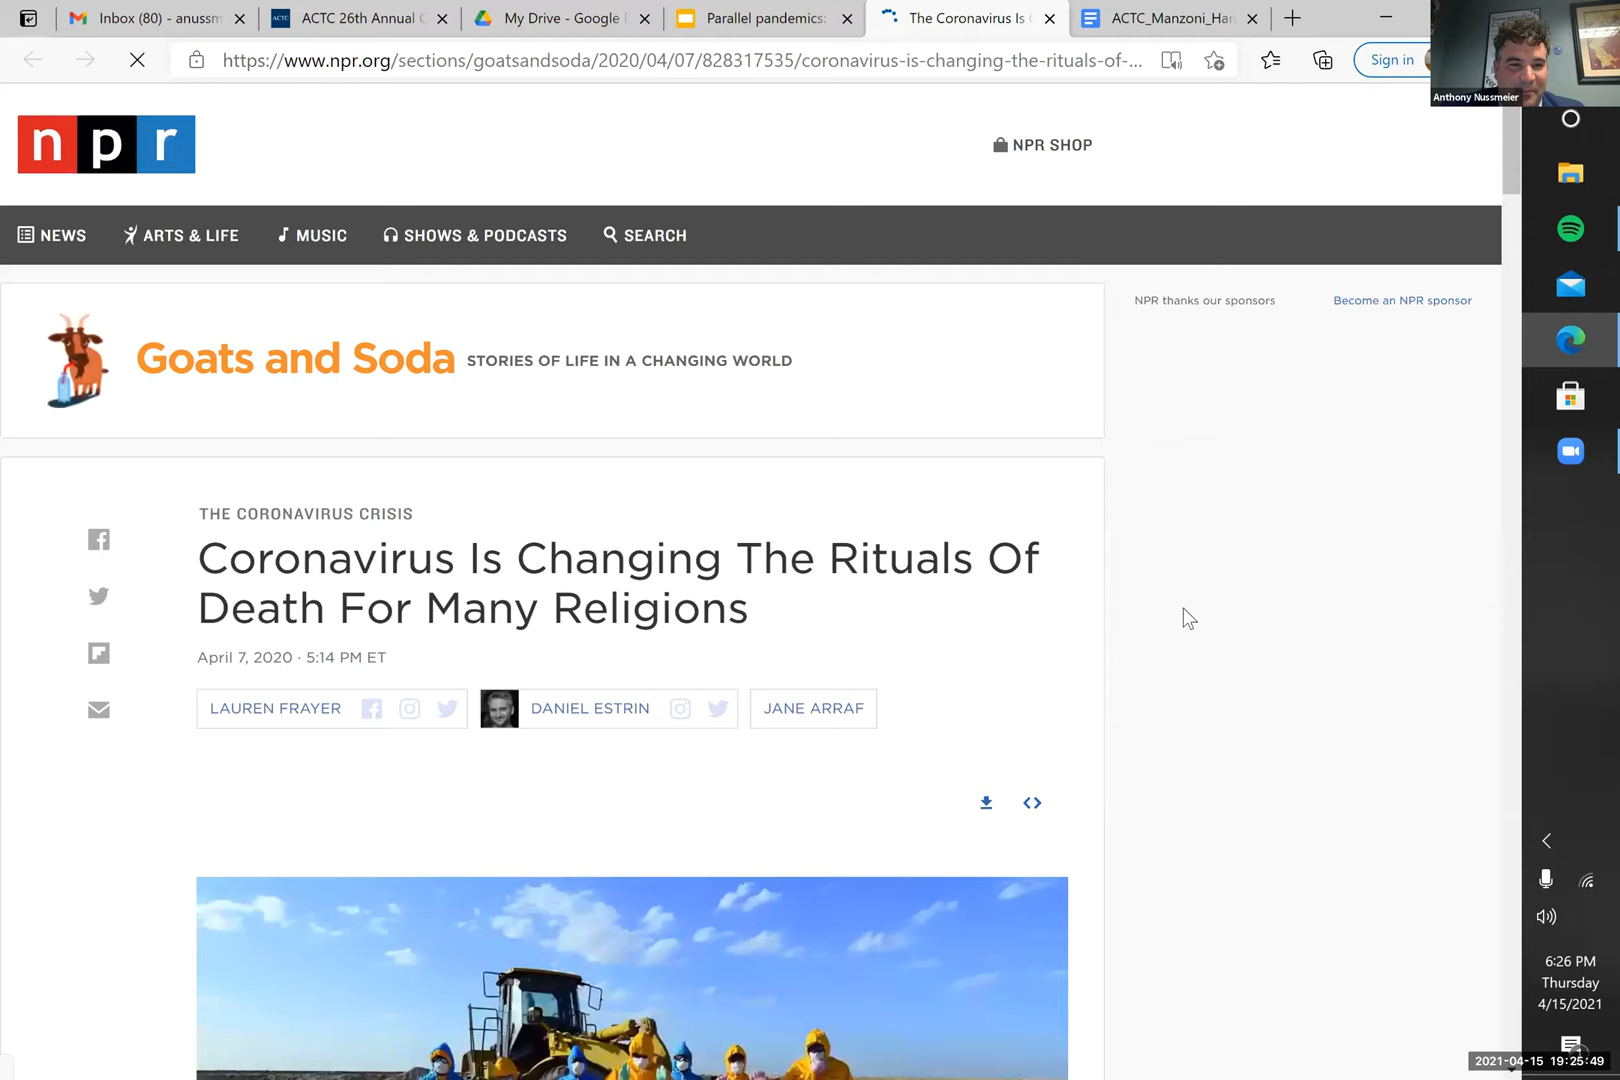 Inbox (80) - anussm
ACTC 26th Annual C
My Drive - Google
Parallel pandemics:
The Coronavirus Is
ACTC_Manzoni_Han
https://www.npr.org/sections/goatsandsoda/2020/04/07/828317535/coronavirus-is-changing-the-rituals-of-...
Sign in
Anthony Nussmeier
npr
NPR SHOP
NEWS
ARTS & LIFE
MUSIC
SHOWS & PODCASTS
SEARCH
Goats and Soda
STORIES OF LIFE IN A CHANGING WORLD
NPR thanks our sponsors
Become an NPR sponsor
THE CORONAVIRUS CRISIS
Coronavirus Is Changing The Rituals Of
Death For Many Religions
April 7, 2020 · 5:14 PM ET
LAUREN FRAYER
DANIEL ESTRIN
JANE ARRAF
6:26 PM
Thursday
4/15/2021
2021-04-15 19:25:49